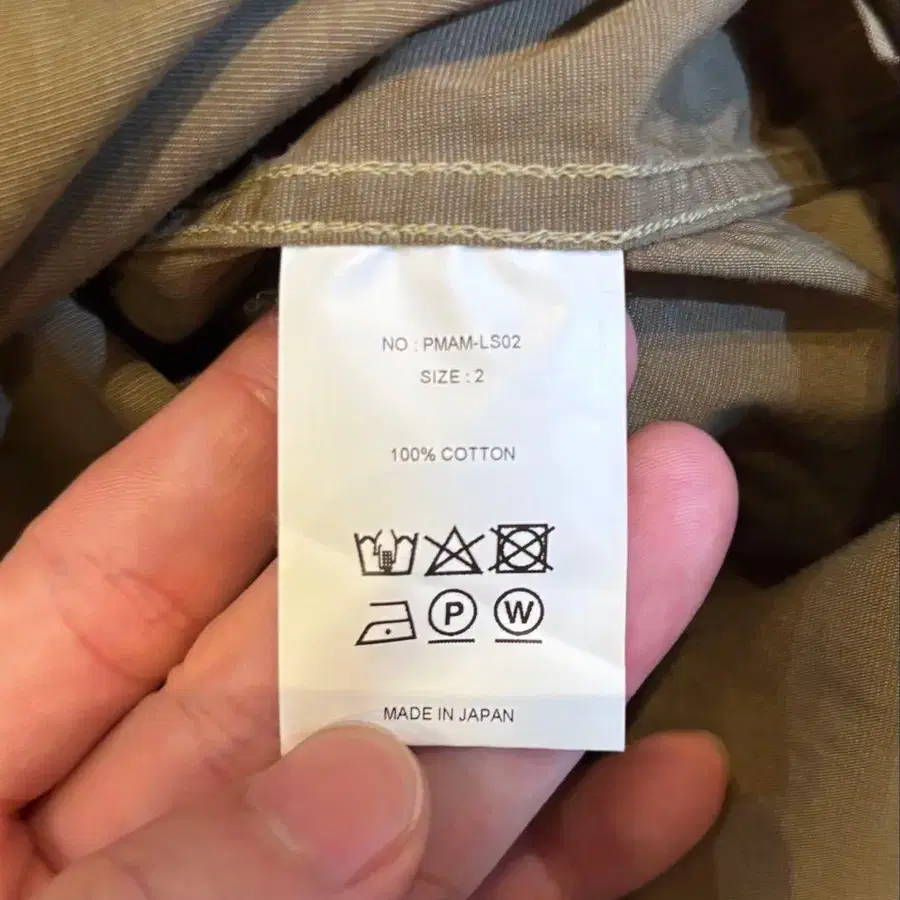 NO : PMAM-LS02
SIZE : 2
100% COTTON
P W
MADE IN JAPAN